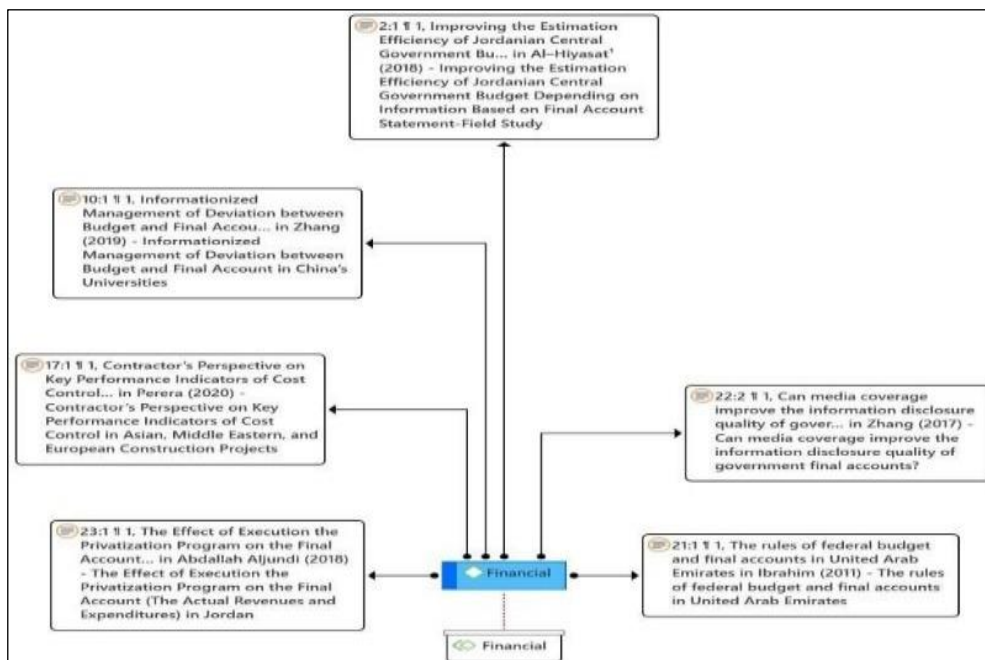 2:1 ¶ 1, Improving the Estimation
Efficiency of Jordanian Central
Government Bu... in Al–Hiyasat¹
(2018) - Improving the Estimation
Efficiency of Jordanian Central
Government Budget Depending on
Information Based on Final Account
Statement-Field Study
10:1 ¶ 1, Informationized
Management of Deviation between
Budget and Final Accou... in Zhang
(2019) - Informationized
Management of Deviation between
Budget and Final Account in China's
Universities
17:1 ¶ 1, Contractor's Perspective on
Key Performance Indicators of Cost
Control... in Perera (2020) -
Contractor's Perspective on Key
Performance Indicators of Cost
Control in Asian, Middle Eastern, and
European Construction Projects
22:2 ¶ 1, Can media coverage
improve the information disclosure
quality of gover... in Zhang (2017) -
Can media coverage improve the
information disclosure quality of
government final accounts?
23:1 ¶ 1, The Effect of Execution the
Privatization Program on the Final
Account... in Abdallah Aljundi (2018)
- The Effect of Execution the
Privatization Program on the Final
Account (The Actual Revenues and
Expenditures) in Jordan
Financial
21:1 ¶ 1, The rules of federal budget
and final accounts in United Arab
Emirates in Ibrahim (2011) - The rules
of federal budget and final accounts
in United Arab Emirates
Financial